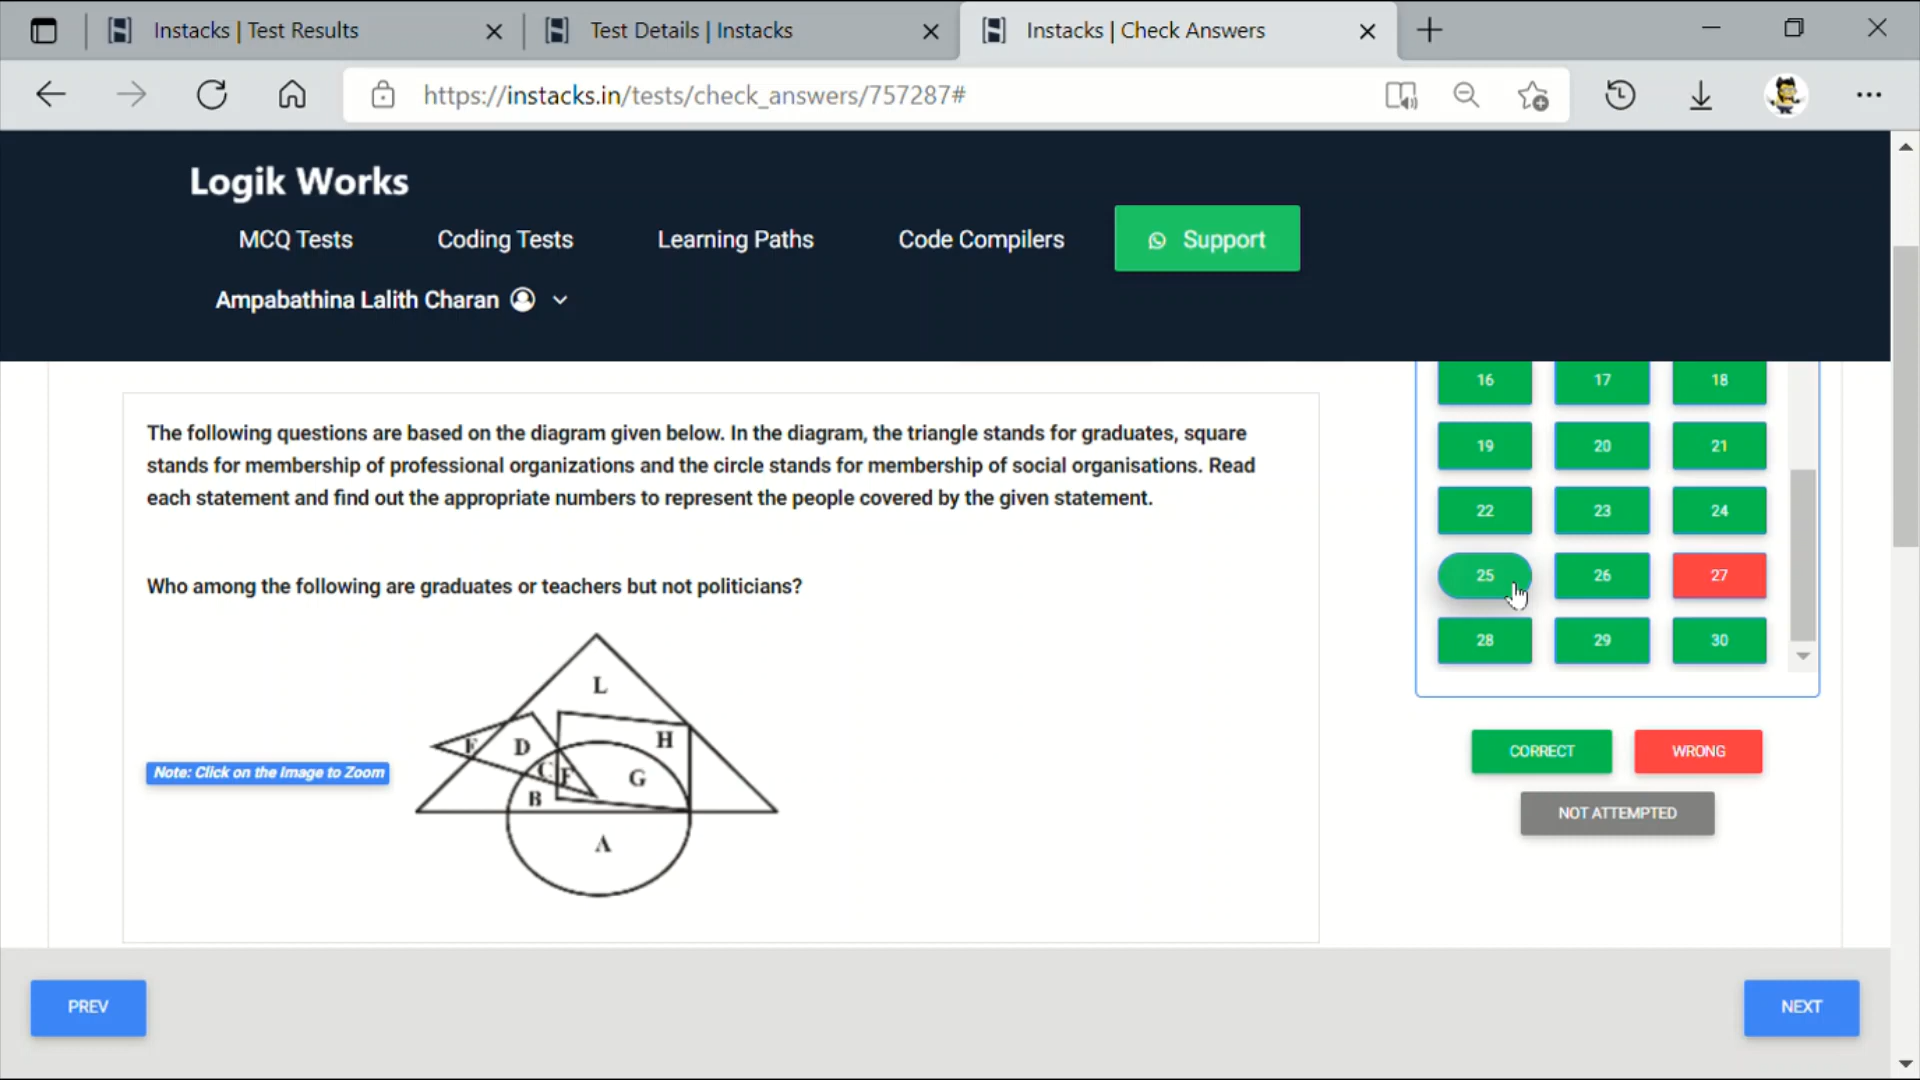 Instacks | Test Results
Test Details | Instacks
Instacks | Check Answers
https://instacks.in/tests/check_answers/757287#
Logik Works
MCQ Tests
Coding Tests
Learning Paths
Code Compilers
Support
Ampabathina Lalith Charan
The following questions are based on the diagram given below. In the diagram, the triangle stands for graduates, square
stands for membership of professional organizations and the circle stands for membership of social organisations. Read
each statement and find out the appropriate numbers to represent the people covered by the given statement.
Who among the following are graduates or teachers but not politicians?
Note: Click on the Image to Zoom
L
H
D
G
C
B
A
16 17 18
19 20 21
22 23 24
25 26 27
28 29 30
CORRECT WRONG
NOT ATTEMPTED
PREV
NEXT